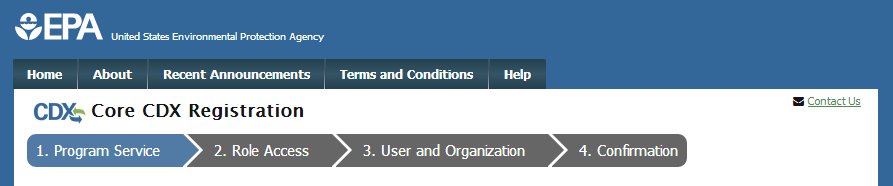 EPA United States Environmental Protection Agency
Home About Recent Announcements Terms and Conditions Help
Contact Us
CDX Core CDX Registration
1. Program Service 2. Role Access 3. User and Organization 4. Confirmation